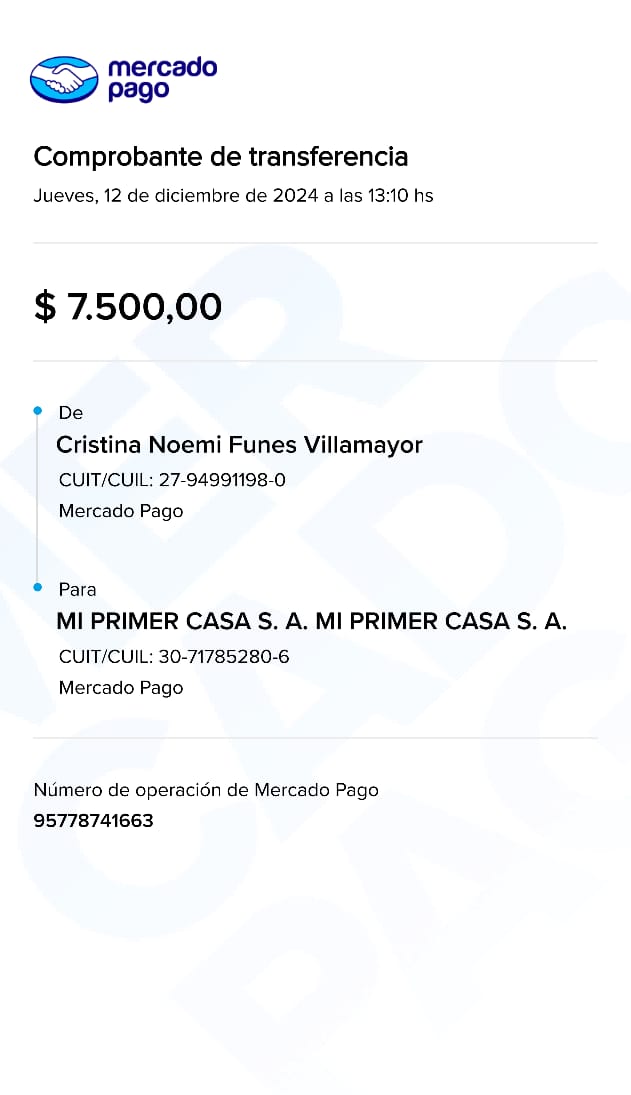 mercado
pago
Comprobante de transferencia
Jueves, 12 de diciembre de 2024 a las 13:10 hs
$ 7.500,00
De
Cristina Noemi Funes Villamayor
CUIT/CUIL: 27-94991198-0
Mercado Pago
Para
MI PRIMER CASA S. A. MI PRIMER CASA S. A.
CUIT/CUIL: 30-71785280-6
Mercado Pago
Número de operación de Mercado Pago
95778741663